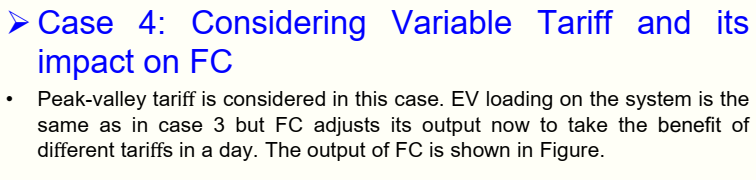 ➢ Case 4: Considering Variable Tariff and its
impact on FC
• Peak-valley tariff is considered in this case. EV loading on the system is the
same as in case 3 but FC adjusts its output now to take the benefit of
different tariffs in a day. The output of FC is shown in Figure.